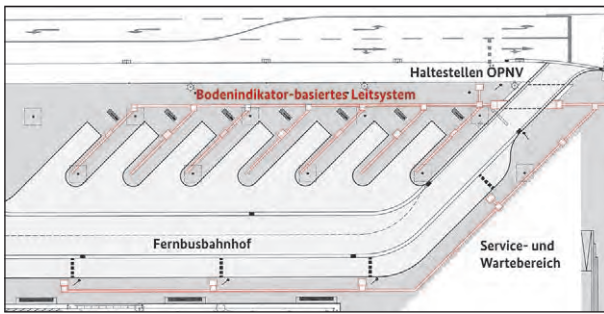 Haltestellen ÖPNV
Bodenindikator-basiertes Leitsystem
Fernbusbahnhof
Service- und
Wartebereich